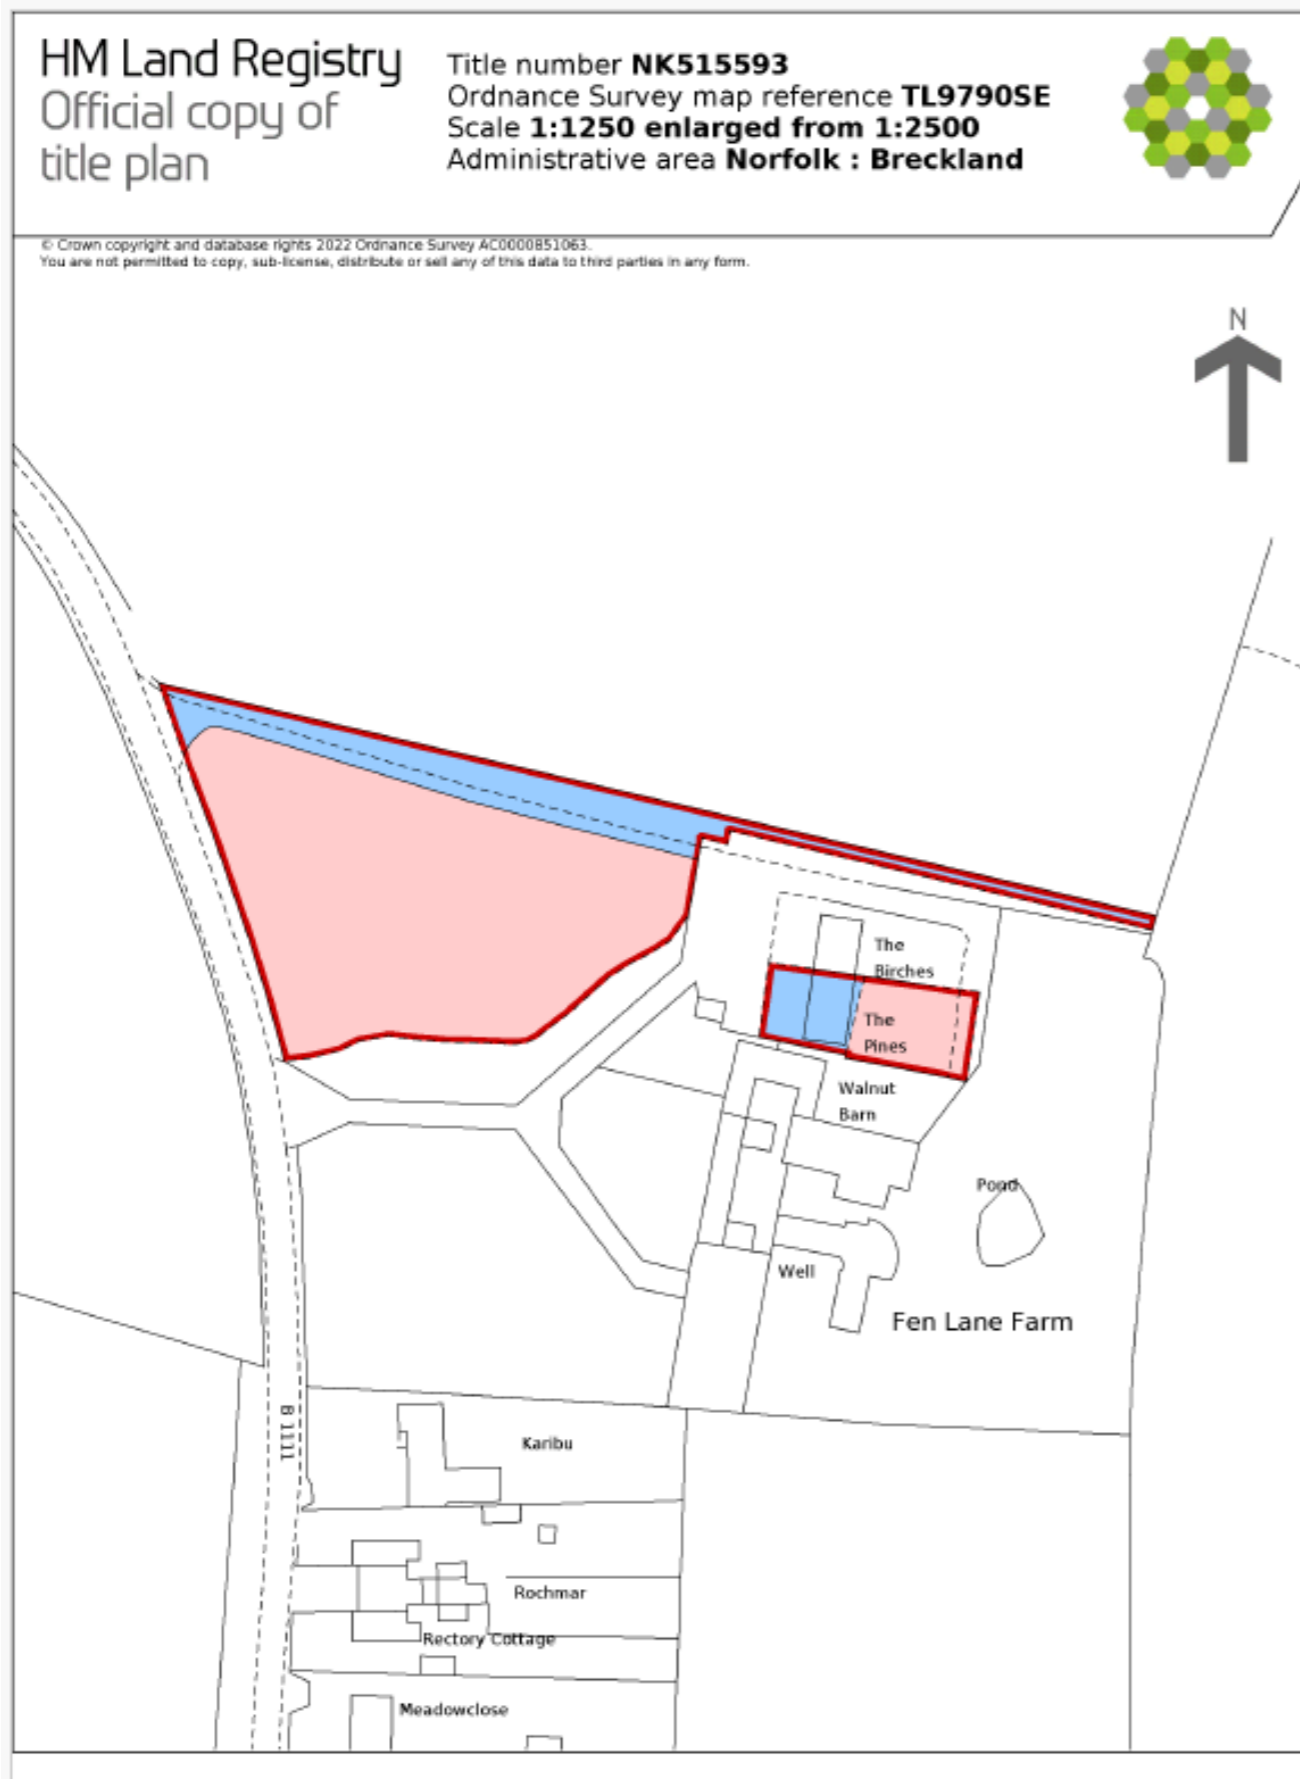 HM Land Registry
Official copy of
title plan
Title number NK515593
Ordnance Survey map reference TL9790SE
Scale 1:1250 enlarged from 1:2500
Administrative area Norfolk : Breckland
© Crown copyright and database rights 2022 Ordnance Survey AC0000851063.
You are not permitted to copy, sub-license, distribute or sell any of this data to third parties in any form.
N
The
Birches
The
Pines
Walnut
Barn
Pond
Well
Fen Lane Farm
B 1111
Karibu
Rochmar
Rectory Cottage
Meadowclose